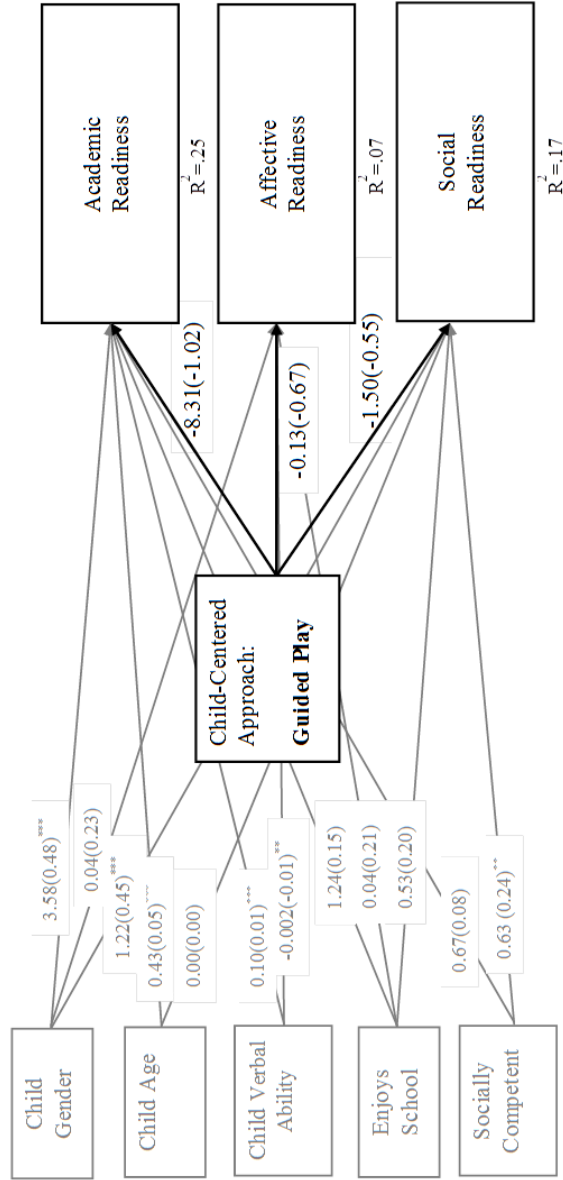 Child
Gender
Child Age
Child Verbal
Ability
Enjoys
School
Socially
Competent
3.58(0.48)***
0.04(0.23)
1.22(0.45)***
0.43(0.05)***
0.00(0.00)
0.10(0.01)***
-0.002(-0.01)**
1.24(0.15)
0.04(0.21)
0.53(0.20)
0.67(0.08)
0.63 (0.24)**
Child-Centered
Approach:
Guided Play
-8.31(-1.02)
-0.13(-0.67)
-1.50(-0.55)
Academic
Readiness
R²=.25
Affective
Readiness
R²=.07
Social
Readiness
R²=.17